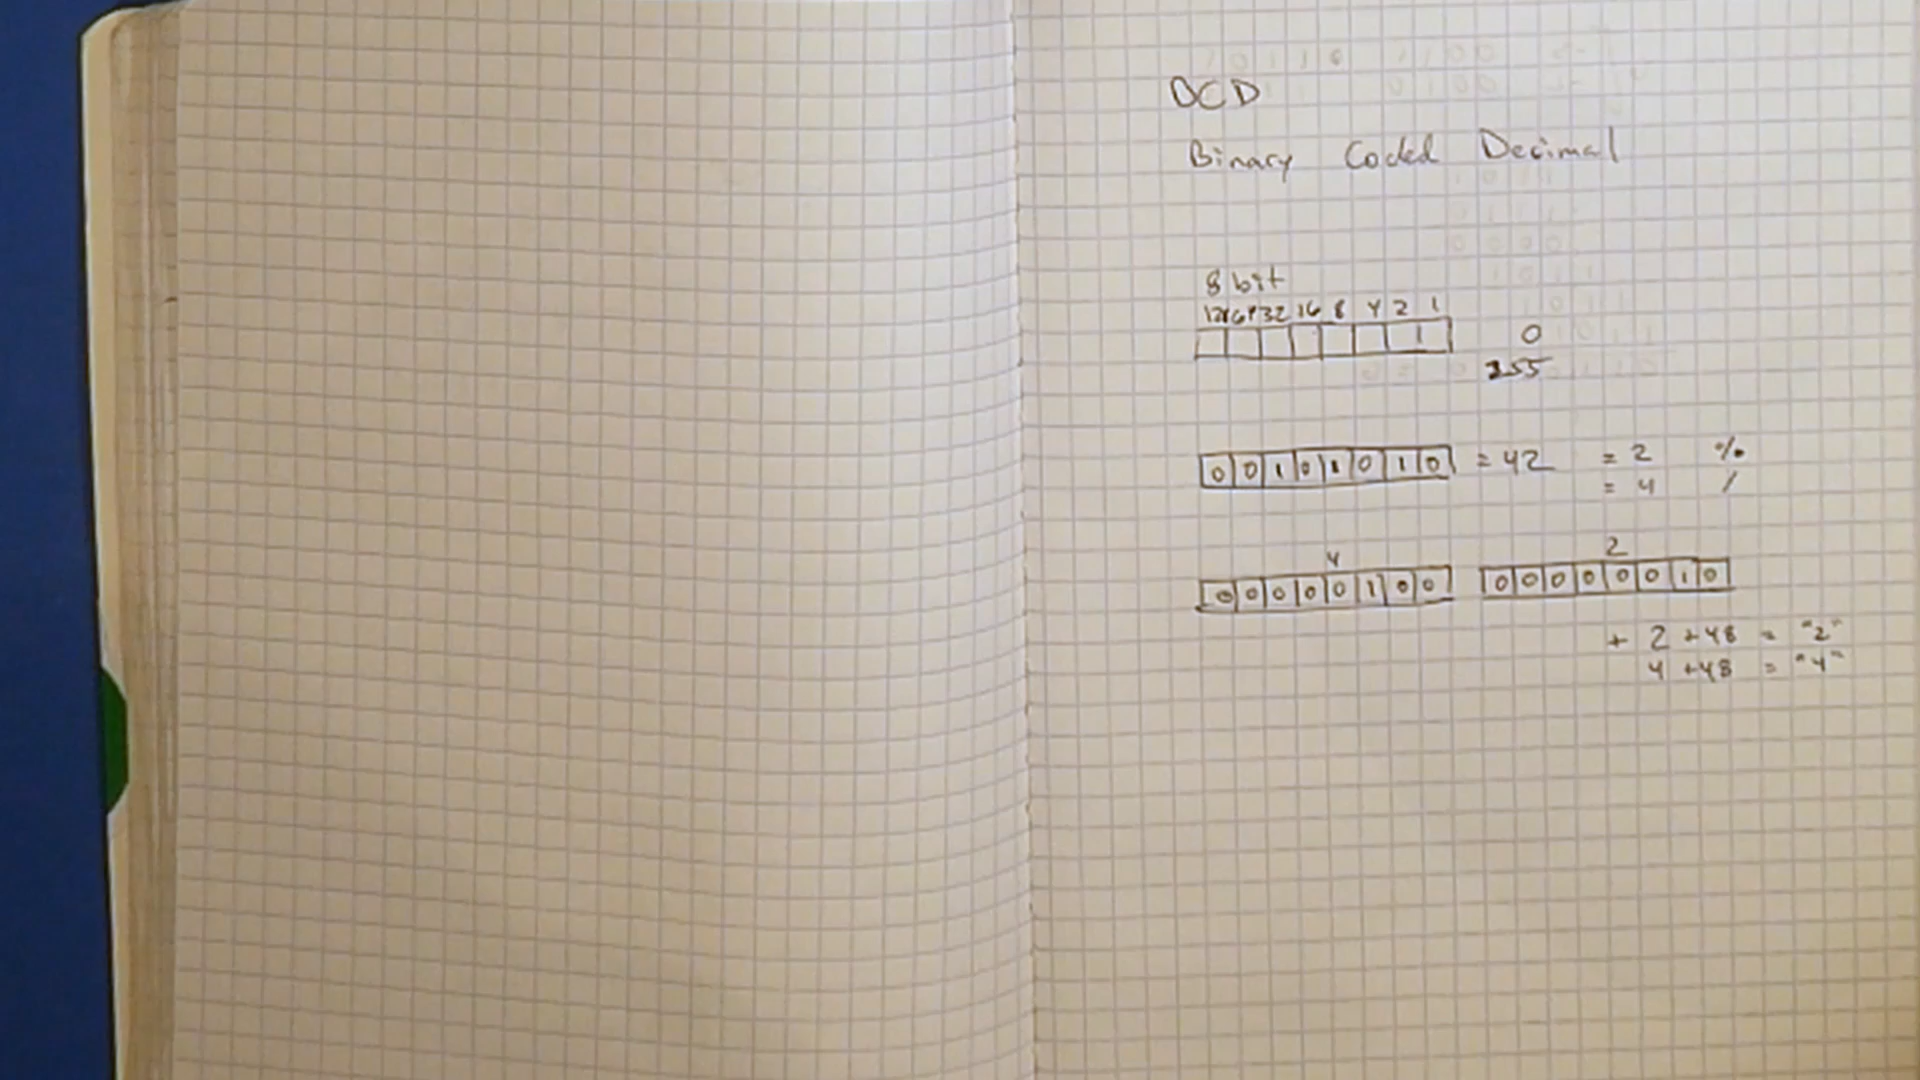 BCD
Binary Coded Decimal
8 bit
128 64 32 16 8 4 2 1
1 0
255
0 0 1 0 1 0 1 0 = 42 = 2 %
= 4 /
4 2
0 0 0 0 0 1 0 0 0 0 0 0 0 0 1 0
+ 2 +48 = "2"
4 +48 = "4"